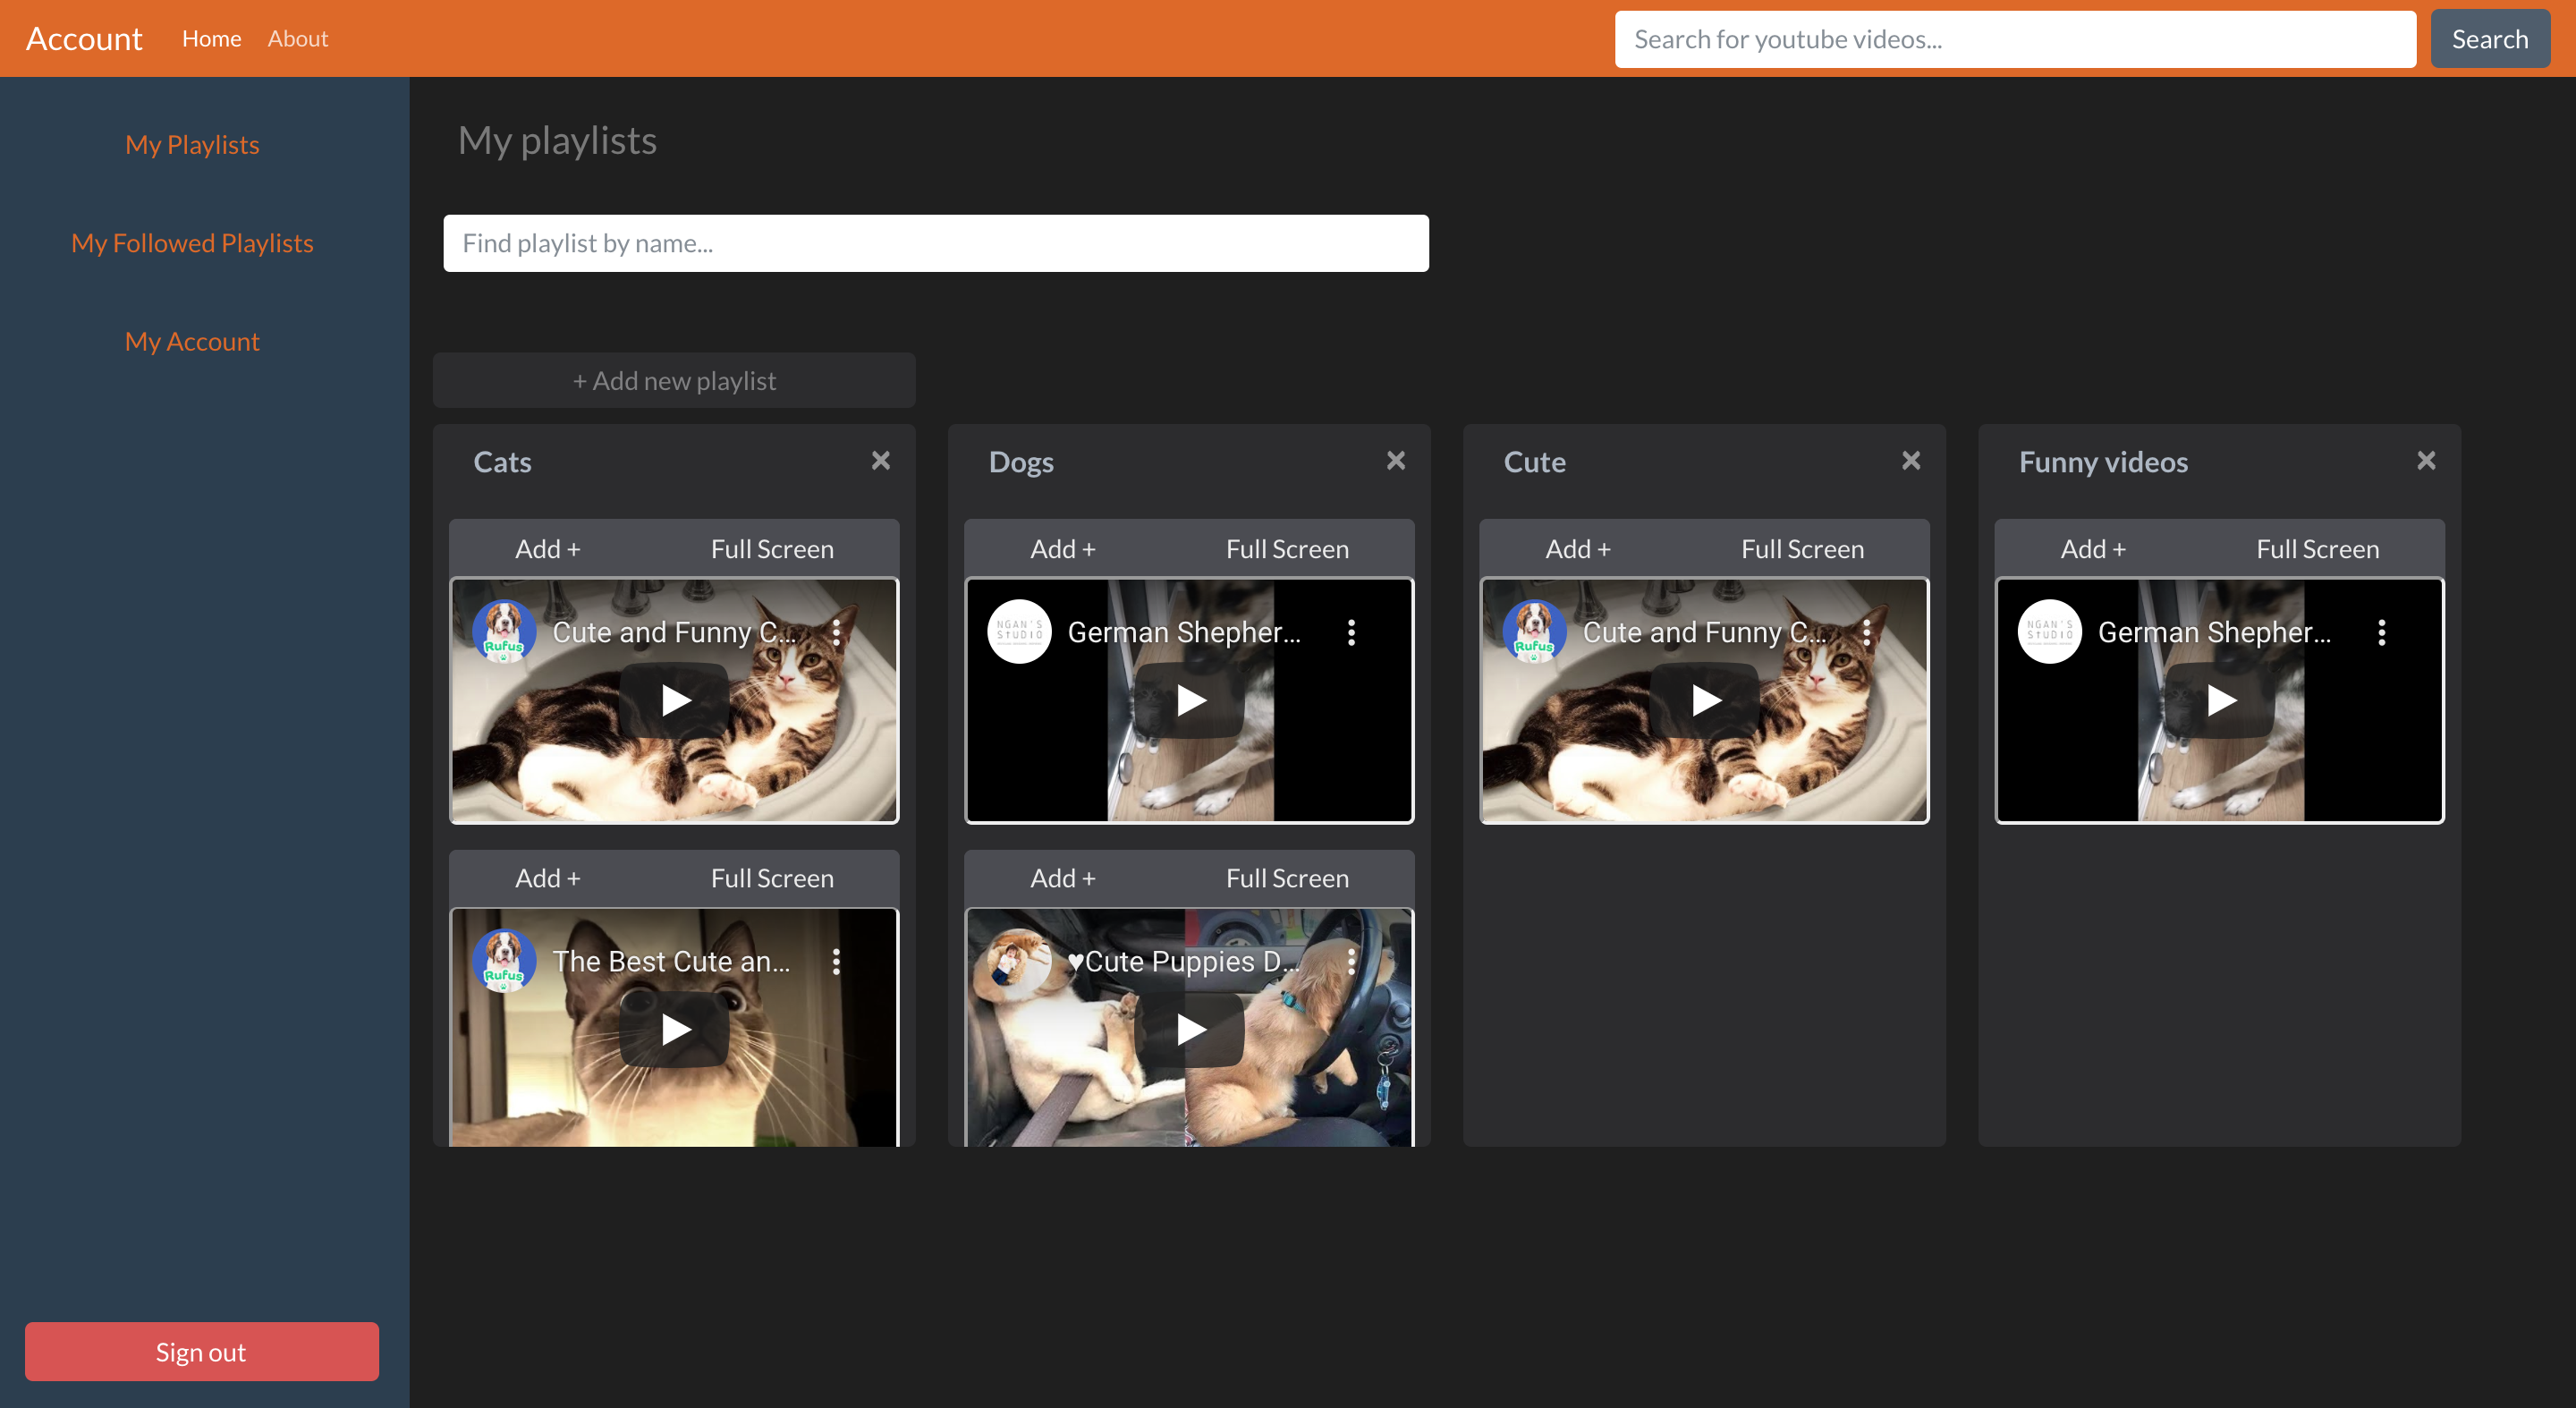 Account Home About
Search for youtube videos...
Search
My Playlists
My Followed Playlists
My Account
Sign out
My playlists
Find playlist by name...
+ Add new playlist
Cats ×
Add + Full Screen
Rufus
Cute and Funny C...
Add + Full Screen
Rufus
The Best Cute an...
Dogs ×
Add + Full Screen
NGAN'S
STUDIO
German Shepher...
Add + Full Screen
♥Cute Puppies D...
Cute ×
Add + Full Screen
Rufus
Cute and Funny C...
Funny videos ×
Add + Full Screen
NGAN'S
STUDIO
German Shepher...